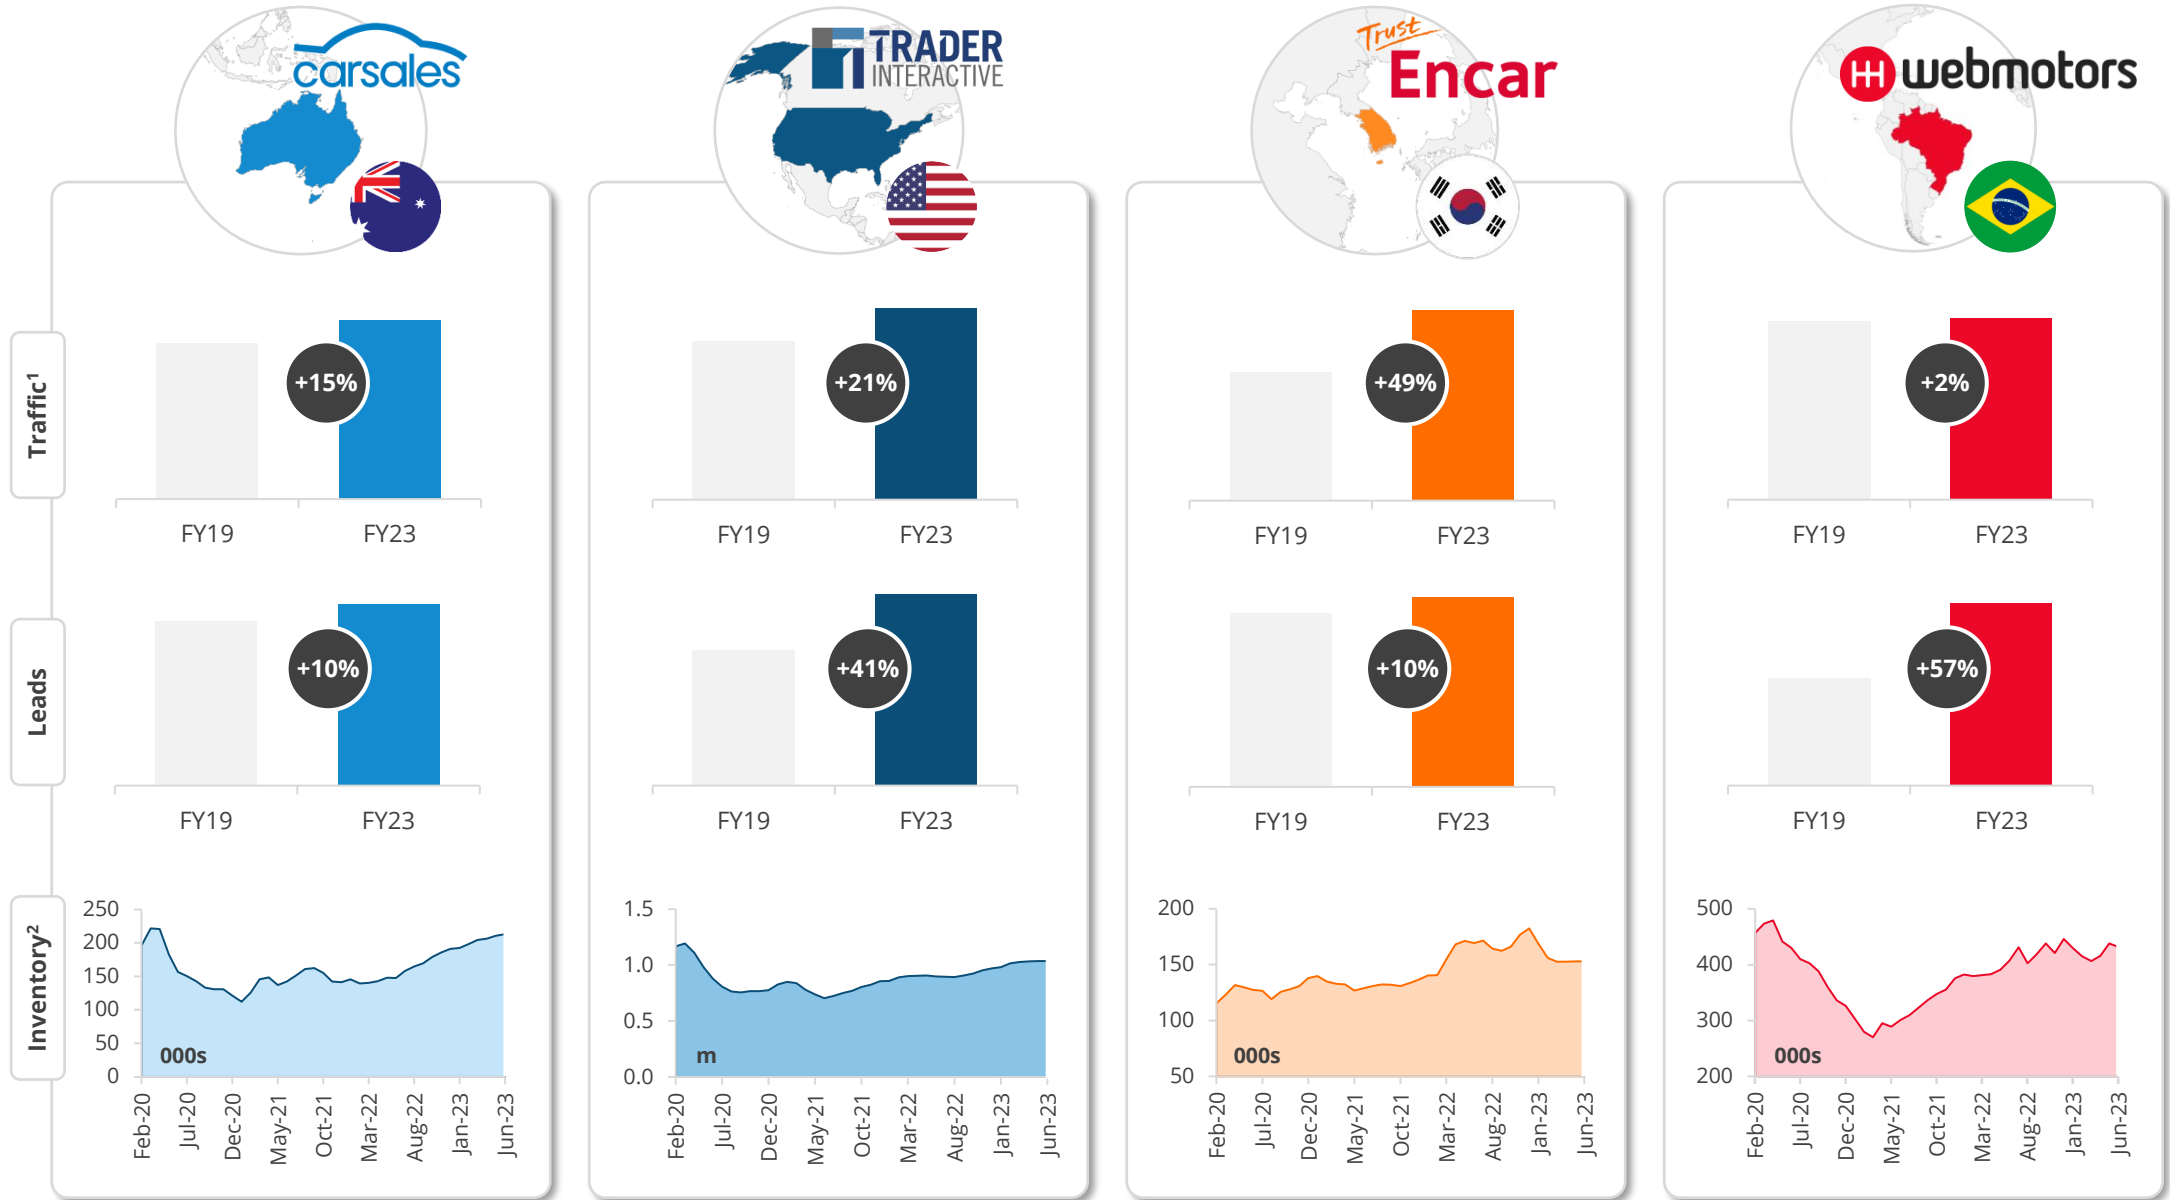 carsales
TRADER
INTERACTIVE
Trust
Encar
webmotors
Traffic¹
+15%
FY19
FY23
+21%
FY19
FY23
+49%
FY19
FY23
+2%
FY19
FY23
Leads
+10%
FY19
FY23
+41%
FY19
FY23
+10%
FY19
FY23
+57%
FY19
FY23
Inventory²
250
200
150
100
50
0
000s
Feb-20
Jul-20
Dec-20
May-21
Oct-21
Mar-22
Aug-22
Jan-23
Jun-23
1.5
1.0
0.5
0.0
m
Feb-20
Jul-20
Dec-20
May-21
Oct-21
Mar-22
Aug-22
Jan-23
Jun-23
200
150
100
50
000s
Feb-20
Jul-20
Dec-20
May-21
Oct-21
Mar-22
Aug-22
Jan-23
Jun-23
500
400
300
200
000s
Feb-20
Jul-20
Dec-20
May-21
Oct-21
Mar-22
Aug-22
Jan-23
Jun-23